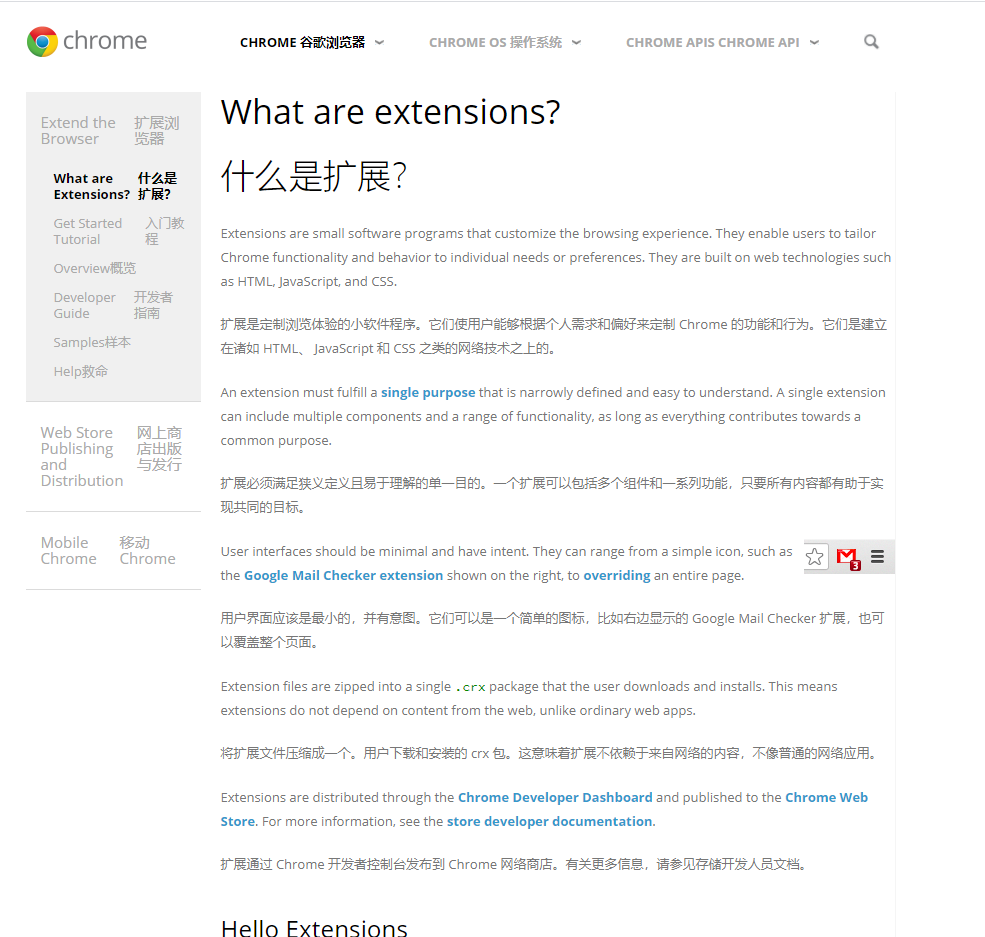 chrome
CHROME 谷歌浏览器
CHROME OS 操作系统
CHROME APIS CHROME API
Extend the
Browser
扩展浏
览器
What are
Extensions?
什么是
扩展?
Get Started
Tutorial
入门教
程
Overview概览
Developer
Guide
开发者
指南
Samples样本
Help救命
Web Store
Publishing
and
Distribution
网上商
店出版
与发行
Mobile
Chrome
移动
Chrome
What are extensions?
什么是扩展?
Extensions are small software programs that customize the browsing experience. They enable users to tailor
Chrome functionality and behavior to individual needs or preferences. They are built on web technologies such
as HTML, JavaScript, and CSS.
扩展是定制浏览体验的小软件程序。它们使用户能够根据个人需求和偏好来定制 Chrome 的功能和行为。它们是建立
在诸如 HTML、 JavaScript 和 CSS 之类的网络技术之上的。
An extension must fulfill a single purpose that is narrowly defined and easy to understand. A single extension
can include multiple components and a range of functionality, as long as everything contributes towards a
common purpose.
扩展必须满足狭义定义且易于理解的单一目的。一个扩展可以包括多个组件和一系列功能，只要所有内容都有助于实
现共同的目标。
User interfaces should be minimal and have intent. They can range from a simple icon, such as
the Google Mail Checker extension shown on the right, to overriding an entire page.
3
用户界面应该是最小的，并有意图。它们可以是一个简单的图标，比如右边显示的 Google Mail Checker 扩展，也可
以覆盖整个页面。
Extension files are zipped into a single .crx package that the user downloads and installs. This means
extensions do not depend on content from the web, unlike ordinary web apps.
将扩展文件压缩成一个。用户下载和安装的 crx 包。这意味着扩展不依赖于来自网络的内容，不像普通的网络应用。
Extensions are distributed through the Chrome Developer Dashboard and published to the Chrome Web
Store. For more information, see the store developer documentation.
扩展通过 Chrome 开发者控制台发布到 Chrome 网络商店。有关更多信息，请参见存储开发人员文档。
Hello Extensions